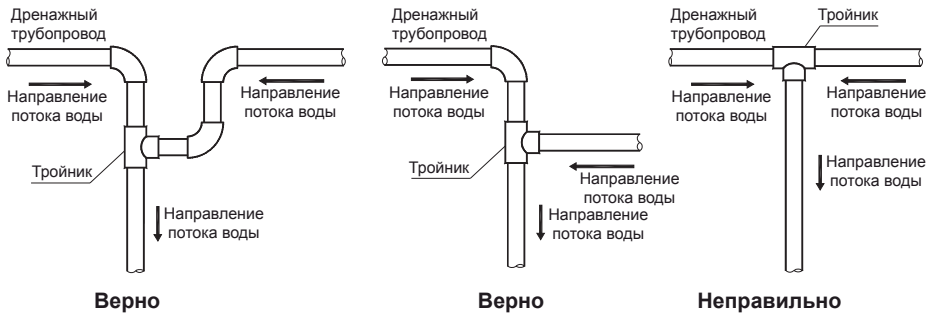 Дренажный
трубопровод
Направление
потока воды
Направление
потока воды
Тройник
Направление
потока воды
Верно
Дренажный
трубопровод
Направление
потока воды
Тройник
Направление
потока воды
Направление
потока воды
Верно
Дренажный
трубопровод
Тройник
Направление
потока воды
Направление
потока воды
Направление
потока воды
Неправильно